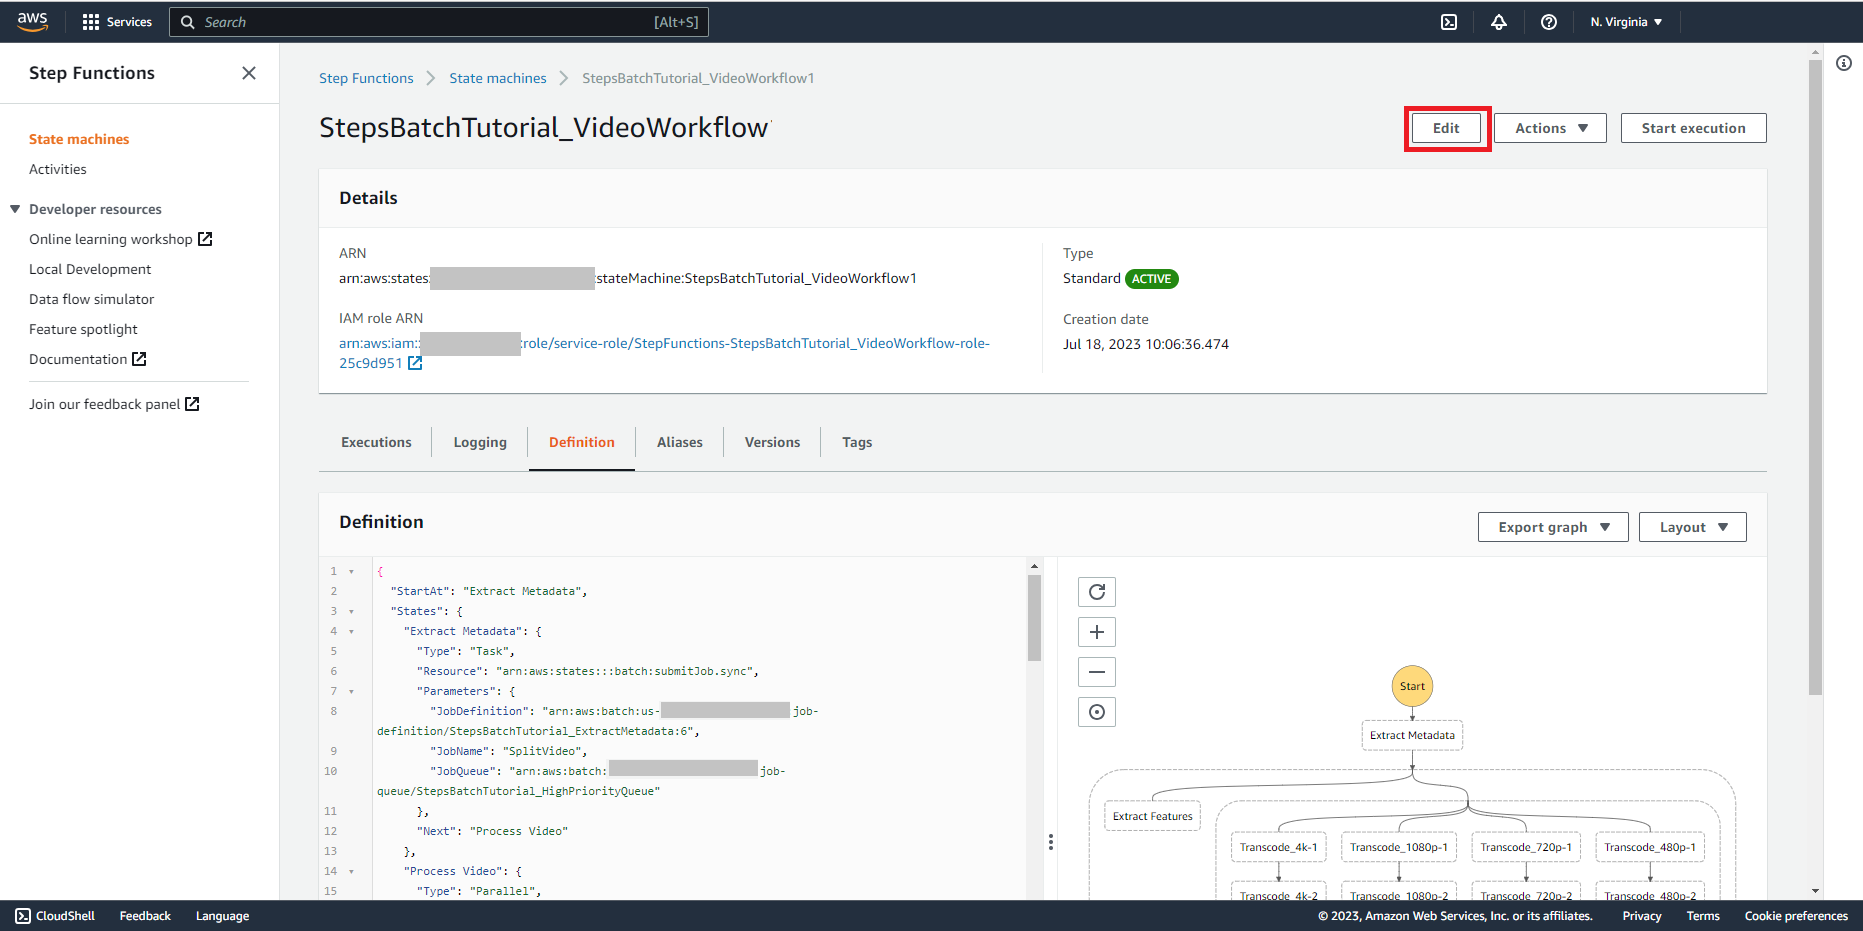 aws
Services
Search
[Alt+S]
N. Virginia
Step Functions
State machines
Activities
Developer resources
Online learning workshop
Local Development
Data flow simulator
Feature spotlight
Documentation
Join our feedback panel
Step Functions
State machines
StepsBatchTutorial_VideoWorkflow1
StepsBatchTutorial_VideoWorkflow
Edit
Actions
Start execution
Details
ARN
arn:aws:states: :stateMachine:StepsBatchTutorial_VideoWorkflow1
IAM role ARN
arn:aws:iam:: :role/service-role/StepFunctions-StepsBatchTutorial_VideoWorkflow-role-
25c9d951
Type
Standard ACTIVE
Creation date
Jul 18, 2023 10:06:36.474
Executions
Logging
Definition
Aliases
Versions
Tags
Definition
Export graph
Layout
1 {
2 "StartAt": "Extract Metadata",
3 "States": {
4 "Extract Metadata": {
5 "Type": "Task",
6 "Resource": "arn:aws:states:::batch:submitJob.sync",
7 "Parameters": {
8 "JobDefinition": "arn:aws:batch:us- job-
definition/StepsBatchTutorial_ExtractMetadata:6",
9 "JobName": "SplitVideo",
10 "JobQueue": "arn:aws:batch: job-
queue/StepsBatchTutorial_HighPriorityQueue"
11 },
12 "Next": "Process Video"
13 },
14 "Process Video": {
15 "Type": "Parallel",
Start
Extract Metadata
Extract Features
Transcode_4k-1
Transcode_1080p-1
Transcode_720p-1
Transcode_480p-1
Transcode_4k-2
Transcode_1080p-2
Transcode_720p-2
Transcode_480p-2
CloudShell
Feedback
Language
© 2023, Amazon Web Services, Inc. or its affiliates.
Privacy
Terms
Cookie preferences